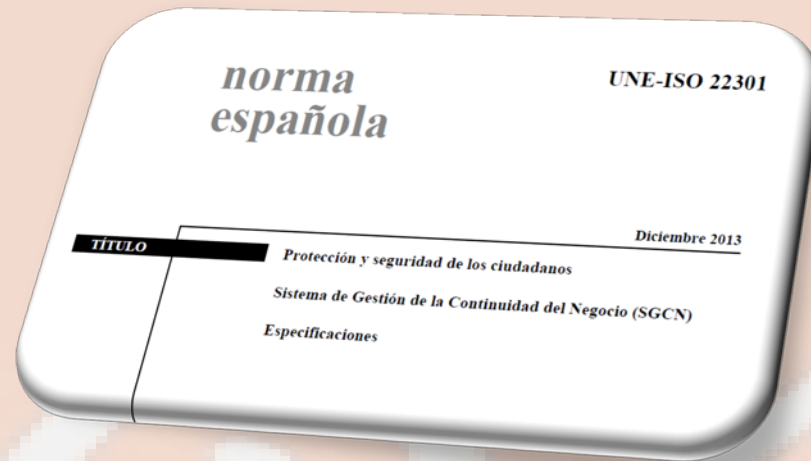 norma
española
UNE-ISO 22301
Diciembre 2013
TÍTULO
Protección y seguridad de los ciudadanos
Sistema de Gestión de la Continuidad del Negocio (SGCN)
Especificaciones